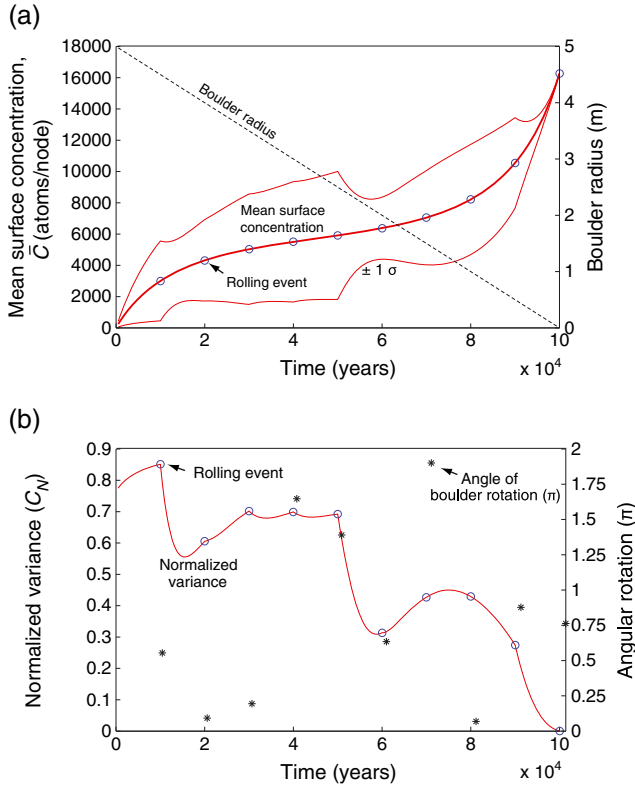 (a)
Mean surface concentration,
C̄ (atoms/node)
18000
16000
14000
12000
10000
8000
6000
4000
2000
0
Boulder radius
Mean surface
concentration
Rolling event
± 1 σ
5
4
3
2
1
0
Boulder radius (m)
0 2 4 6 8 10
Time (years)
x 10⁴
(b)
Normalized variance (C_N)
0.9
0.8
0.7
0.6
0.5
0.4
0.3
0.2
0.1
0
Rolling event
Angle of
boulder rotation (π)
Normalized
variance
2
1.75
1.5
1.25
1
0.75
0.5
0.25
0
Angular rotation (π)
0 2 4 6 8 10
Time (years)
x 10⁴